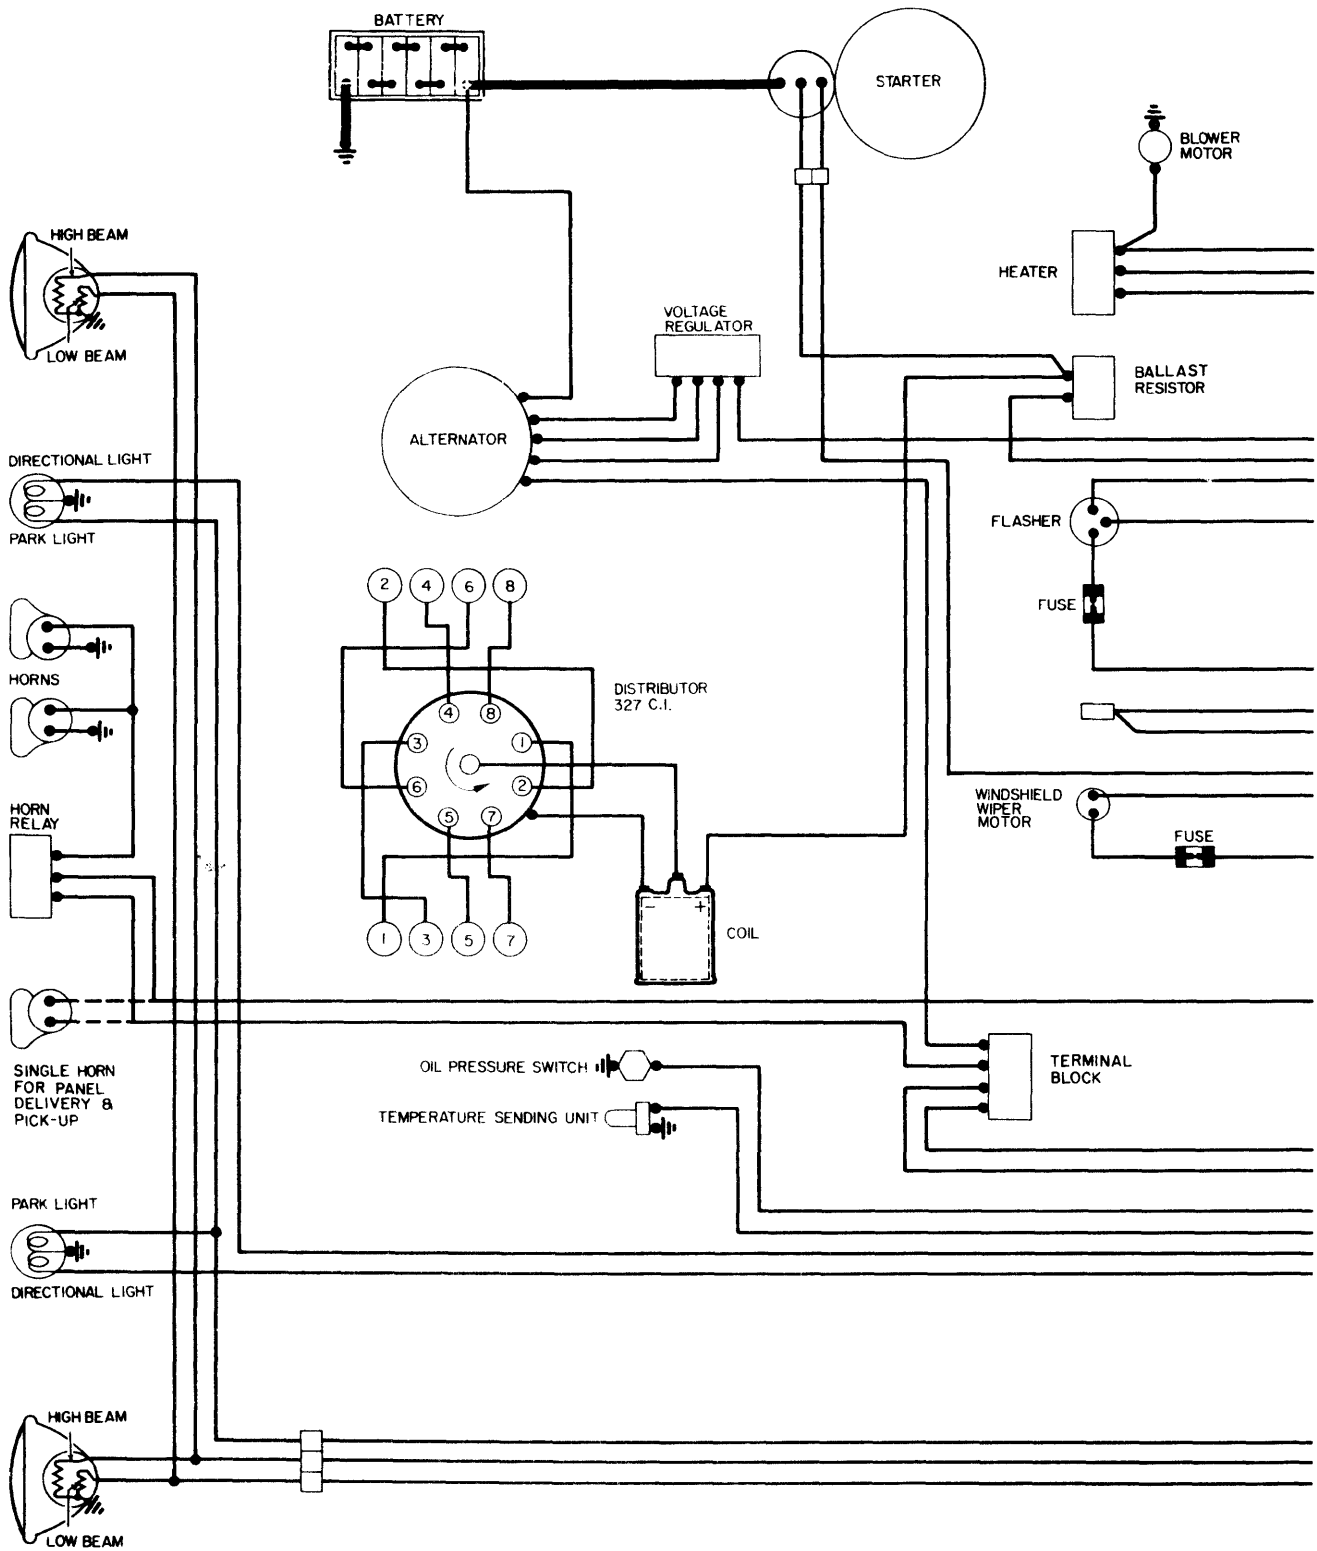 BATTERY
STARTER
BLOWER
MOTOR
HIGH BEAM
HEATER
VOLTAGE
REGULATOR
LOW BEAM
BALLAST
RESISTOR
ALTERNATOR
DIRECTIONAL LIGHT
FLASHER
PARK LIGHT
2 4 6 8
FUSE
HORNS
DISTRIBUTOR
327 C.I.
4 8
3 1
6 2
5 7
HORN
RELAY
WINDSHIELD
WIPER
MOTOR
FUSE
- +
COIL
1 3 5 7
SINGLE HORN
FOR PANEL
DELIVERY &
PICK-UP
OIL PRESSURE SWITCH
TERMINAL
BLOCK
TEMPERATURE SENDING UNIT
PARK LIGHT
DIRECTIONAL LIGHT
HIGH BEAM
LOW BEAM